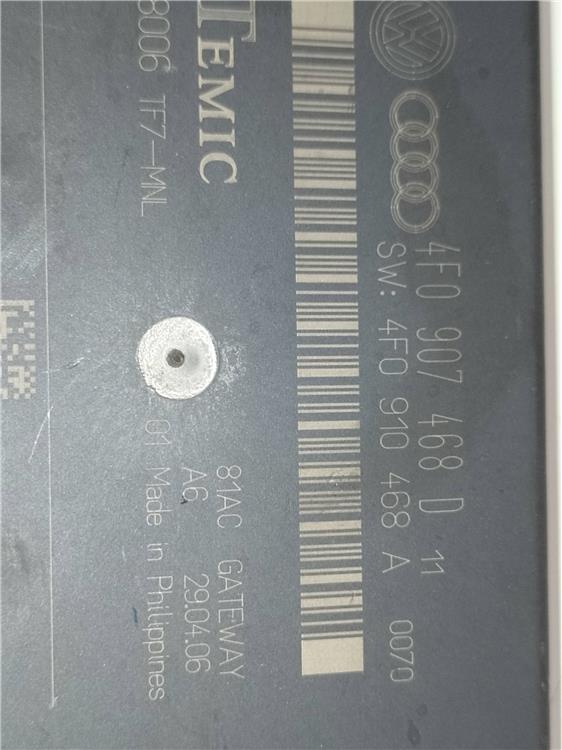 4F0 907 468 D 11
SW: 4F0 910 468 A 0070
TEMIC
81AC GATEWAY
8006 TF7-MNL
A6 29.04.06
01 Made in Philippines